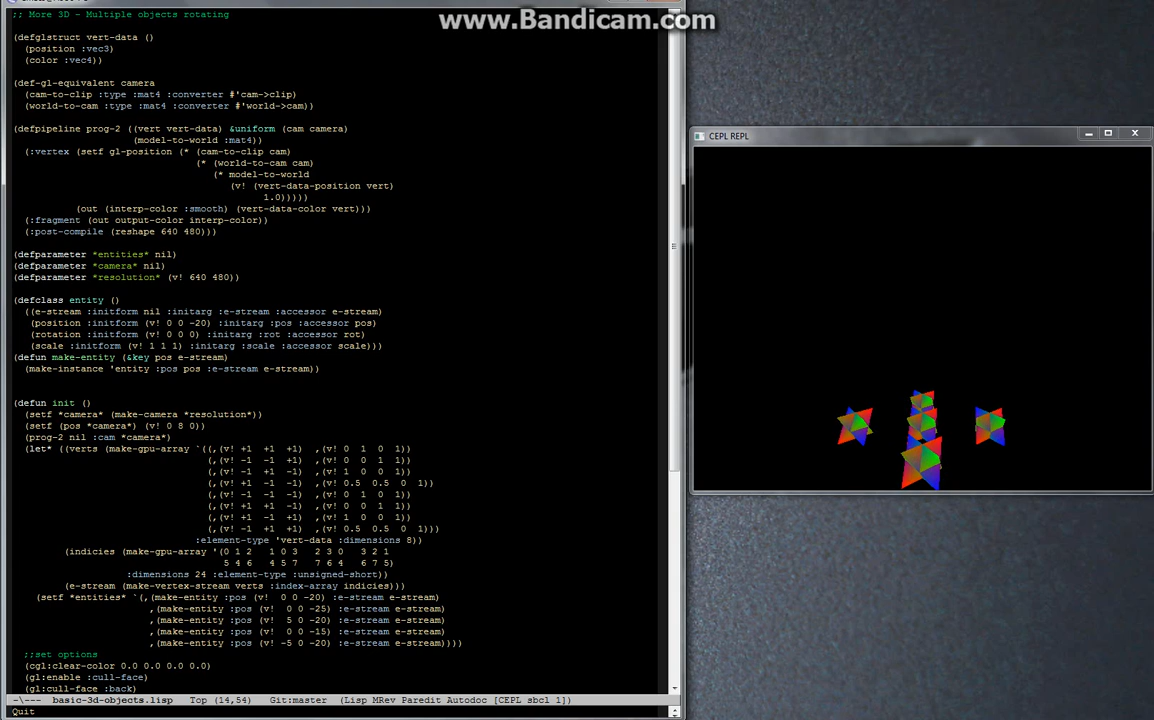 www.Bandicam.com
;; More 3D - Multiple objects rotating
(defglstruct vert-data ()
(position :vec3)
(color :vec4))
(def-gl-equivalent camera
(cam-to-clip :type :mat4 :converter #'cam->clip)
(world-to-cam :type :mat4 :converter #'world->cam))
(defpipeline prog-2 ((vert vert-data) &uniform (cam camera)
(model-to-world :mat4))
(:vertex (setf gl-position (* (cam-to-clip cam)
(* (world-to-cam cam)
(* model-to-world
(v! (vert-data-position vert)
1.0)))))
(out (interp-color :smooth) (vert-data-color vert)))
(:fragment (out output-color interp-color))
(:post-compile (reshape 640 480)))
(defparameter *entities* nil)
(defparameter *camera* nil)
(defparameter *resolution* (v! 640 480))
(defclass entity ()
((e-stream :initform nil :initarg :e-stream :accessor e-stream)
(position :initform (v! 0 0 -20) :initarg :pos :accessor pos)
(rotation :initform (v! 0 0 0) :initarg :rot :accessor rot)
(scale :initform (v! 1 1 1) :initarg :scale :accessor scale)))
(defun make-entity (&key pos e-stream)
(make-instance 'entity :pos pos :e-stream e-stream))
(defun init ()
(setf *camera* (make-camera *resolution*))
(setf (pos *camera*) (v! 0 8 0))
(prog-2 nil :cam *camera*)
(let* ((verts (make-gpu-array `((,(v! +1 +1 +1) ,(v! 0 1 0 1))
(,(v! -1 -1 +1) ,(v! 0 0 1 1))
(,(v! -1 +1 -1) ,(v! 1 0 0 1))
(,(v! +1 -1 -1) ,(v! 0.5 0.5 0 1))
(,(v! -1 -1 -1) ,(v! 0 1 0 1))
(,(v! +1 +1 -1) ,(v! 0 0 1 1))
(,(v! +1 -1 +1) ,(v! 1 0 0 1))
(,(v! -1 +1 +1) ,(v! 0.5 0.5 0 1)))
:element-type 'vert-data :dimensions 8))
(indicies (make-gpu-array '(0 1 2 1 0 3 2 3 0 3 2 1
5 4 6 4 5 7 7 6 4 6 7 5)
:dimensions 24 :element-type :unsigned-short))
(e-stream (make-vertex-stream verts :index-array indicies)))
(setf *entities* `(,(make-entity :pos (v! 0 0 -20) :e-stream e-stream)
,(make-entity :pos (v! 0 0 -25) :e-stream e-stream)
,(make-entity :pos (v! 5 0 -20) :e-stream e-stream)
,(make-entity :pos (v! 0 0 -15) :e-stream e-stream)
,(make-entity :pos (v! -5 0 -20) :e-stream e-stream))))
;;set options
(cgl:clear-color 0.0 0.0 0.0 0.0)
(gl:enable :cull-face)
(gl:cull-face :back)
-\--- basic-3d-objects.lisp Top (14,54) Git:master (Lisp MRev Paredit Autodoc [CEPL sbcl 1])
Quit
CEPL REPL